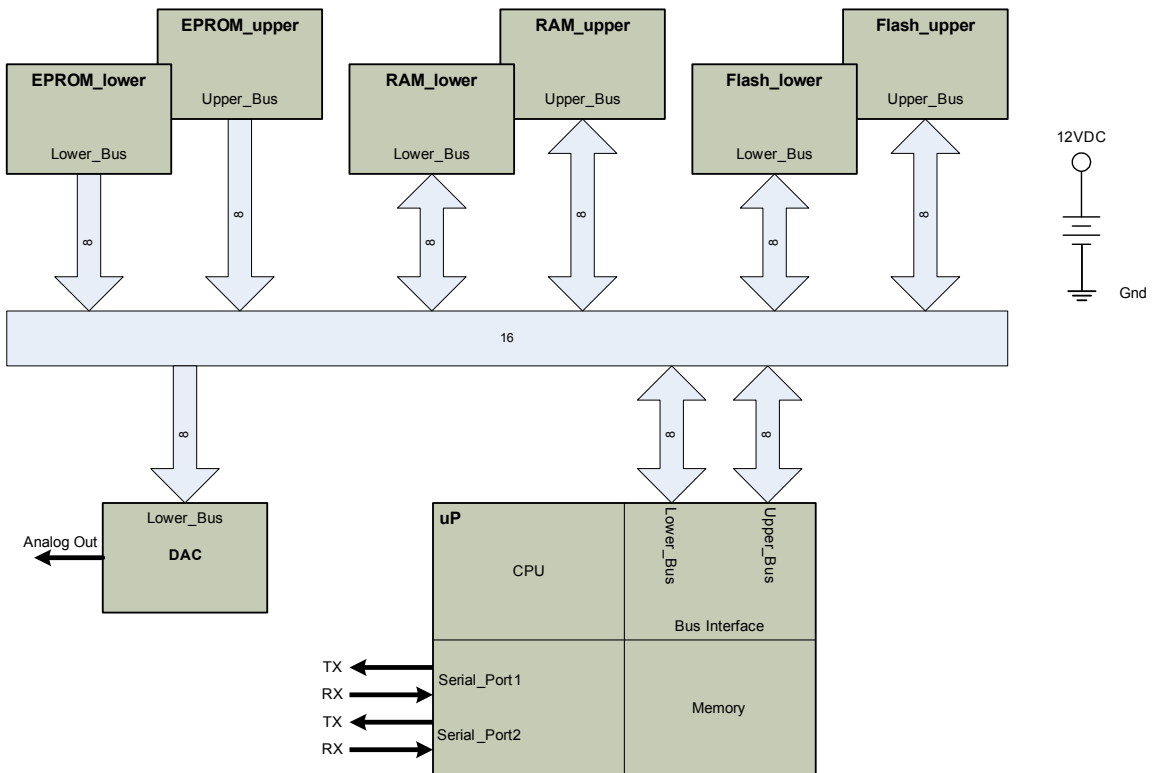 EPROM_upper
Upper_Bus
EPROM_lower
Lower_Bus
RAM_upper
Upper_Bus
RAM_lower
Lower_Bus
Flash_upper
Upper_Bus
Flash_lower
Lower_Bus
12VDC
Gnd
8
8
8
8
8
8
16
8
8
8
Lower_Bus
DAC
Analog Out
uP
CPU
Lower_Bus
Upper_Bus
Bus Interface
TX
RX
Serial_Port1
TX
RX
Serial_Port2
Memory